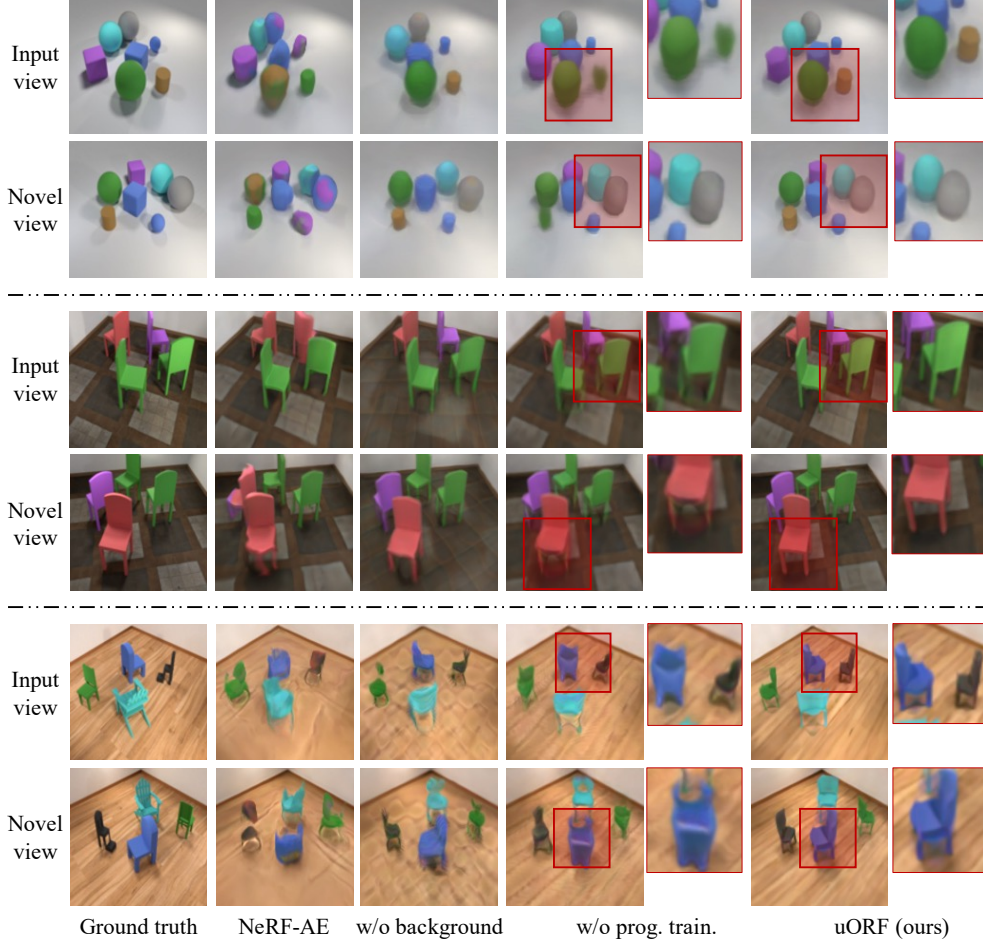 Input
view
Novel
view
Input
view
Novel
view
Input
view
Novel
view
Ground truth NeRF-AE w/o background w/o prog. train. uORF (ours)